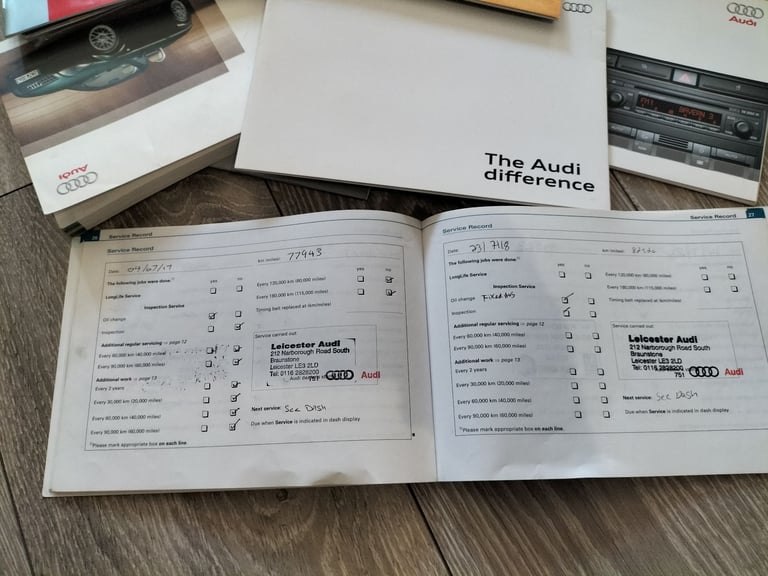 Audi
Audi
The Audi
difference
FM1 BAYERN 3
26 Service Record
Service Record
Date: 04/07/17 km/miles: 77943
The following jobs were done:
yes no
LongLife Service
Inspection Service
Oil change
Inspection
Additional regular servicing ⇒ page 12
Every 60,000 km (40,000 miles)
Every 90,000 km (60,000 miles)
Additional work ⇒ page 13
Every 2 years
Every 30,000 km (20,000 miles)
Every 60,000 km (40,000 miles)
Every 90,000 km (60,000 miles)
Please mark appropriate box on each line
yes no
Every 120,000 km (80,000 miles)
Every 180,000 km (115,000 miles)
Timing belt replaced at (km/miles)
Service carried out:
Leicester Audi
212 Narborough Road South
Braunstone
Leicester LE3 2LD
Tel: 0116 2828200
751
Audi
Next service: See Dash
Due when Service is indicated in dash display
Service Record
Service Record 27
Date: 23/7/18 km/miles:
The following jobs were done:
yes no
LongLife Service
Inspection Service
Oil change
Inspection
Additional regular servicing ⇒ page 12
Every 60,000 km (40,000 miles)
Every 90,000 km (60,000 miles)
Additional work ⇒ page 13
Every 2 years
Every 30,000 km (20,000 miles)
Every 60,000 km (40,000 miles)
Every 90,000 km (60,000 miles)
Please mark appropriate box on each line
yes no
Every 120,000 km (80,000 miles)
Every 180,000 km (115,000 miles)
Timing belt replaced at (km/miles)
Service carried out:
Leicester Audi
212 Narborough Road South
Braunstone
Leicester LE3 2LD
Tel: 0116 2828200
751
Audi
Next service: See Dash
Due when Service is indicated in dash display